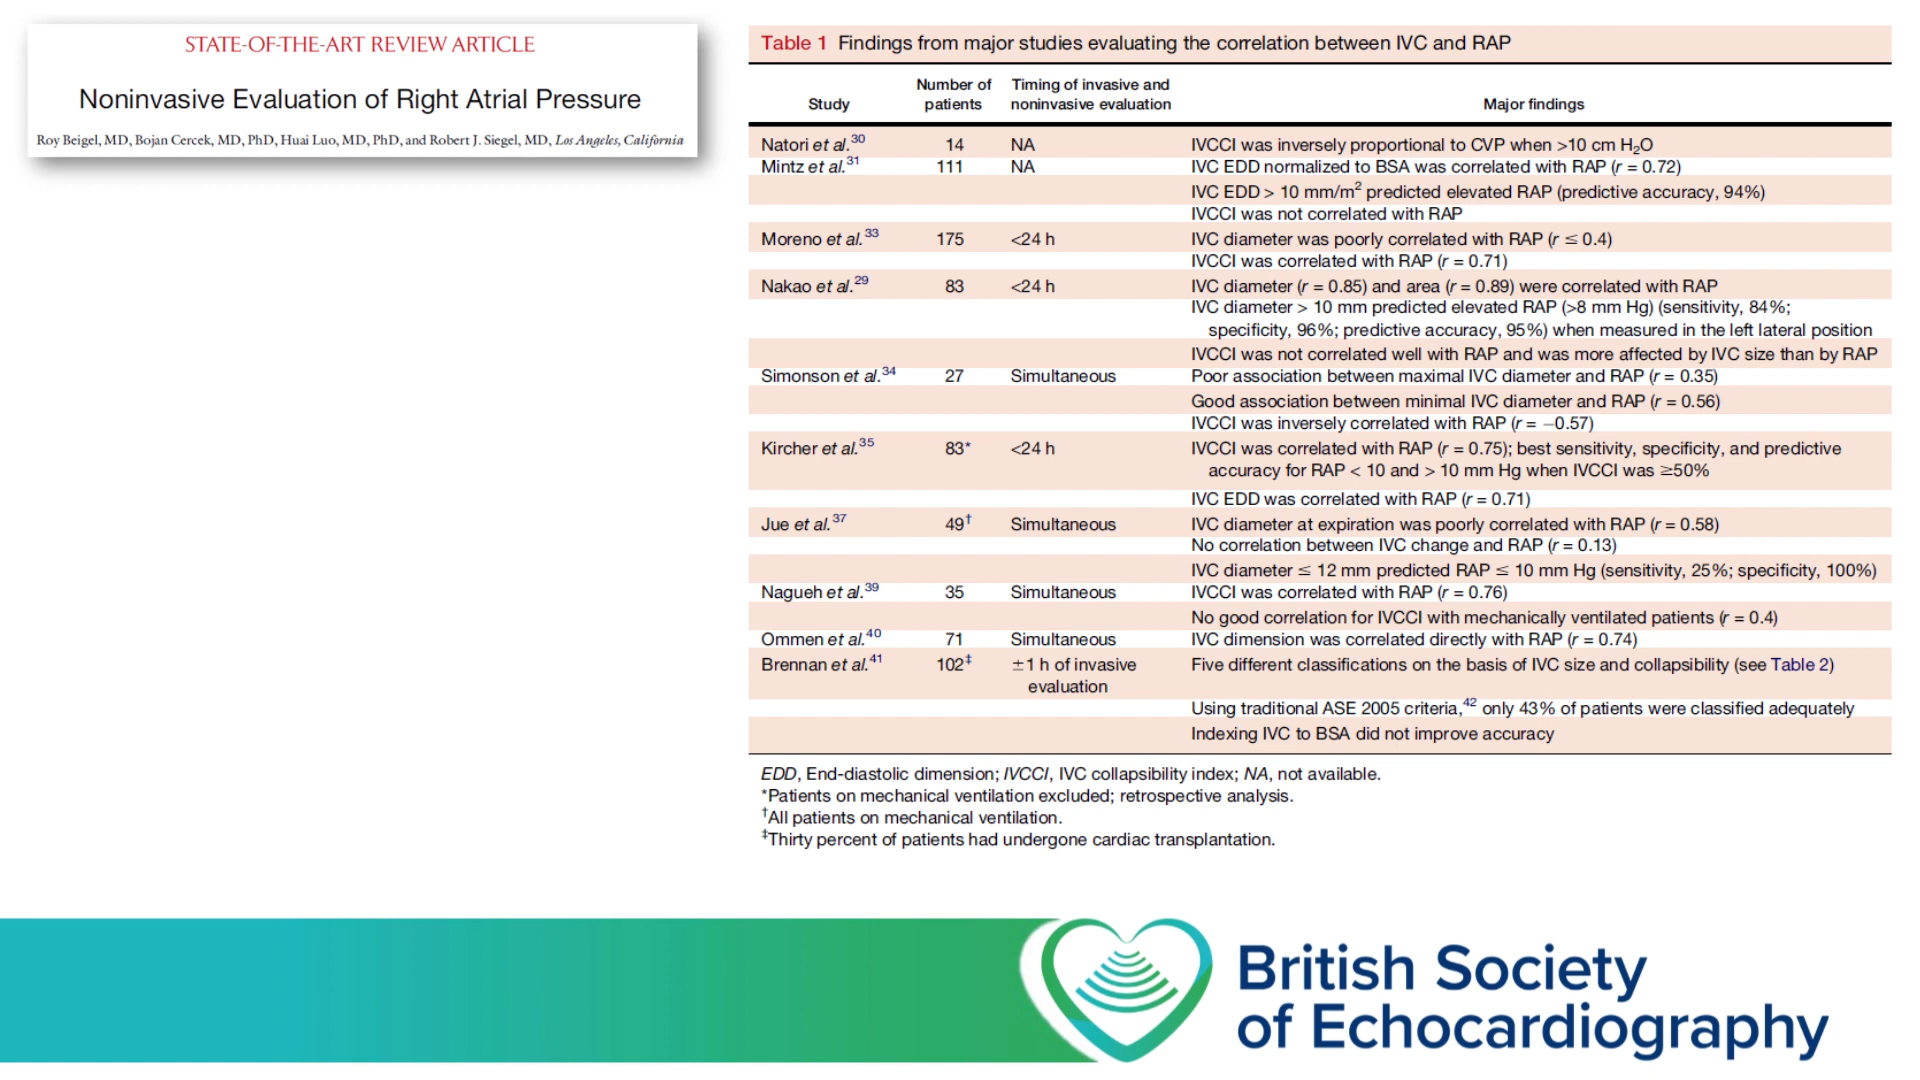 STATE-OF-THE-ART REVIEW ARTICLE
Noninvasive Evaluation of Right Atrial Pressure
Roy Beigel, MD, Bojan Cercek, MD, PhD, Huai Luo, MD, PhD, and Robert J. Siegel, MD, Los Angeles, California
Table 1 Findings from major studies evaluating the correlation between IVC and RAP
Study Number of patients Timing of invasive and noninvasive evaluation Major findings
Natori et al.30 14 NA IVCCI was inversely proportional to CVP when >10 cm H2O
Mintz et al.31 111 NA IVC EDD normalized to BSA was correlated with RAP (r = 0.72)
IVC EDD > 10 mm/m2 predicted elevated RAP (predictive accuracy, 94%)
IVCCI was not correlated with RAP
Moreno et al.33 175 <24 h IVC diameter was poorly correlated with RAP (r ≤ 0.4)
IVCCI was correlated with RAP (r = 0.71)
Nakao et al.29 83 <24 h IVC diameter (r = 0.85) and area (r = 0.89) were correlated with RAP
IVC diameter > 10 mm predicted elevated RAP (>8 mm Hg) (sensitivity, 84%;
specificity, 96%; predictive accuracy, 95%) when measured in the left lateral position
IVCCI was not correlated well with RAP and was more affected by IVC size than by RAP
Simonson et al.34 27 Simultaneous Poor association between maximal IVC diameter and RAP (r = 0.35)
Good association between minimal IVC diameter and RAP (r = 0.56)
IVCCI was inversely correlated with RAP (r = −0.57)
Kircher et al.35 83* <24 h IVCCI was correlated with RAP (r = 0.75); best sensitivity, specificity, and predictive
accuracy for RAP < 10 and > 10 mm Hg when IVCCI was ≥50%
IVC EDD was correlated with RAP (r = 0.71)
Jue et al.37 49† Simultaneous IVC diameter at expiration was poorly correlated with RAP (r = 0.58)
No correlation between IVC change and RAP (r = 0.13)
IVC diameter ≤ 12 mm predicted RAP ≤ 10 mm Hg (sensitivity, 25%; specificity, 100%)
Nagueh et al.39 35 Simultaneous IVCCI was correlated with RAP (r = 0.76)
No good correlation for IVCCI with mechanically ventilated patients (r = 0.4)
Ommen et al.40 71 Simultaneous IVC dimension was correlated directly with RAP (r = 0.74)
Brennan et al.41 102‡ ±1 h of invasive evaluation Five different classifications on the basis of IVC size and collapsibility (see Table 2)
Using traditional ASE 2005 criteria,42 only 43% of patients were classified adequately
Indexing IVC to BSA did not improve accuracy
EDD, End-diastolic dimension; IVCCI, IVC collapsibility index; NA, not available.
*Patients on mechanical ventilation excluded; retrospective analysis.
†All patients on mechanical ventilation.
‡Thirty percent of patients had undergone cardiac transplantation.
British Society
of Echocardiography